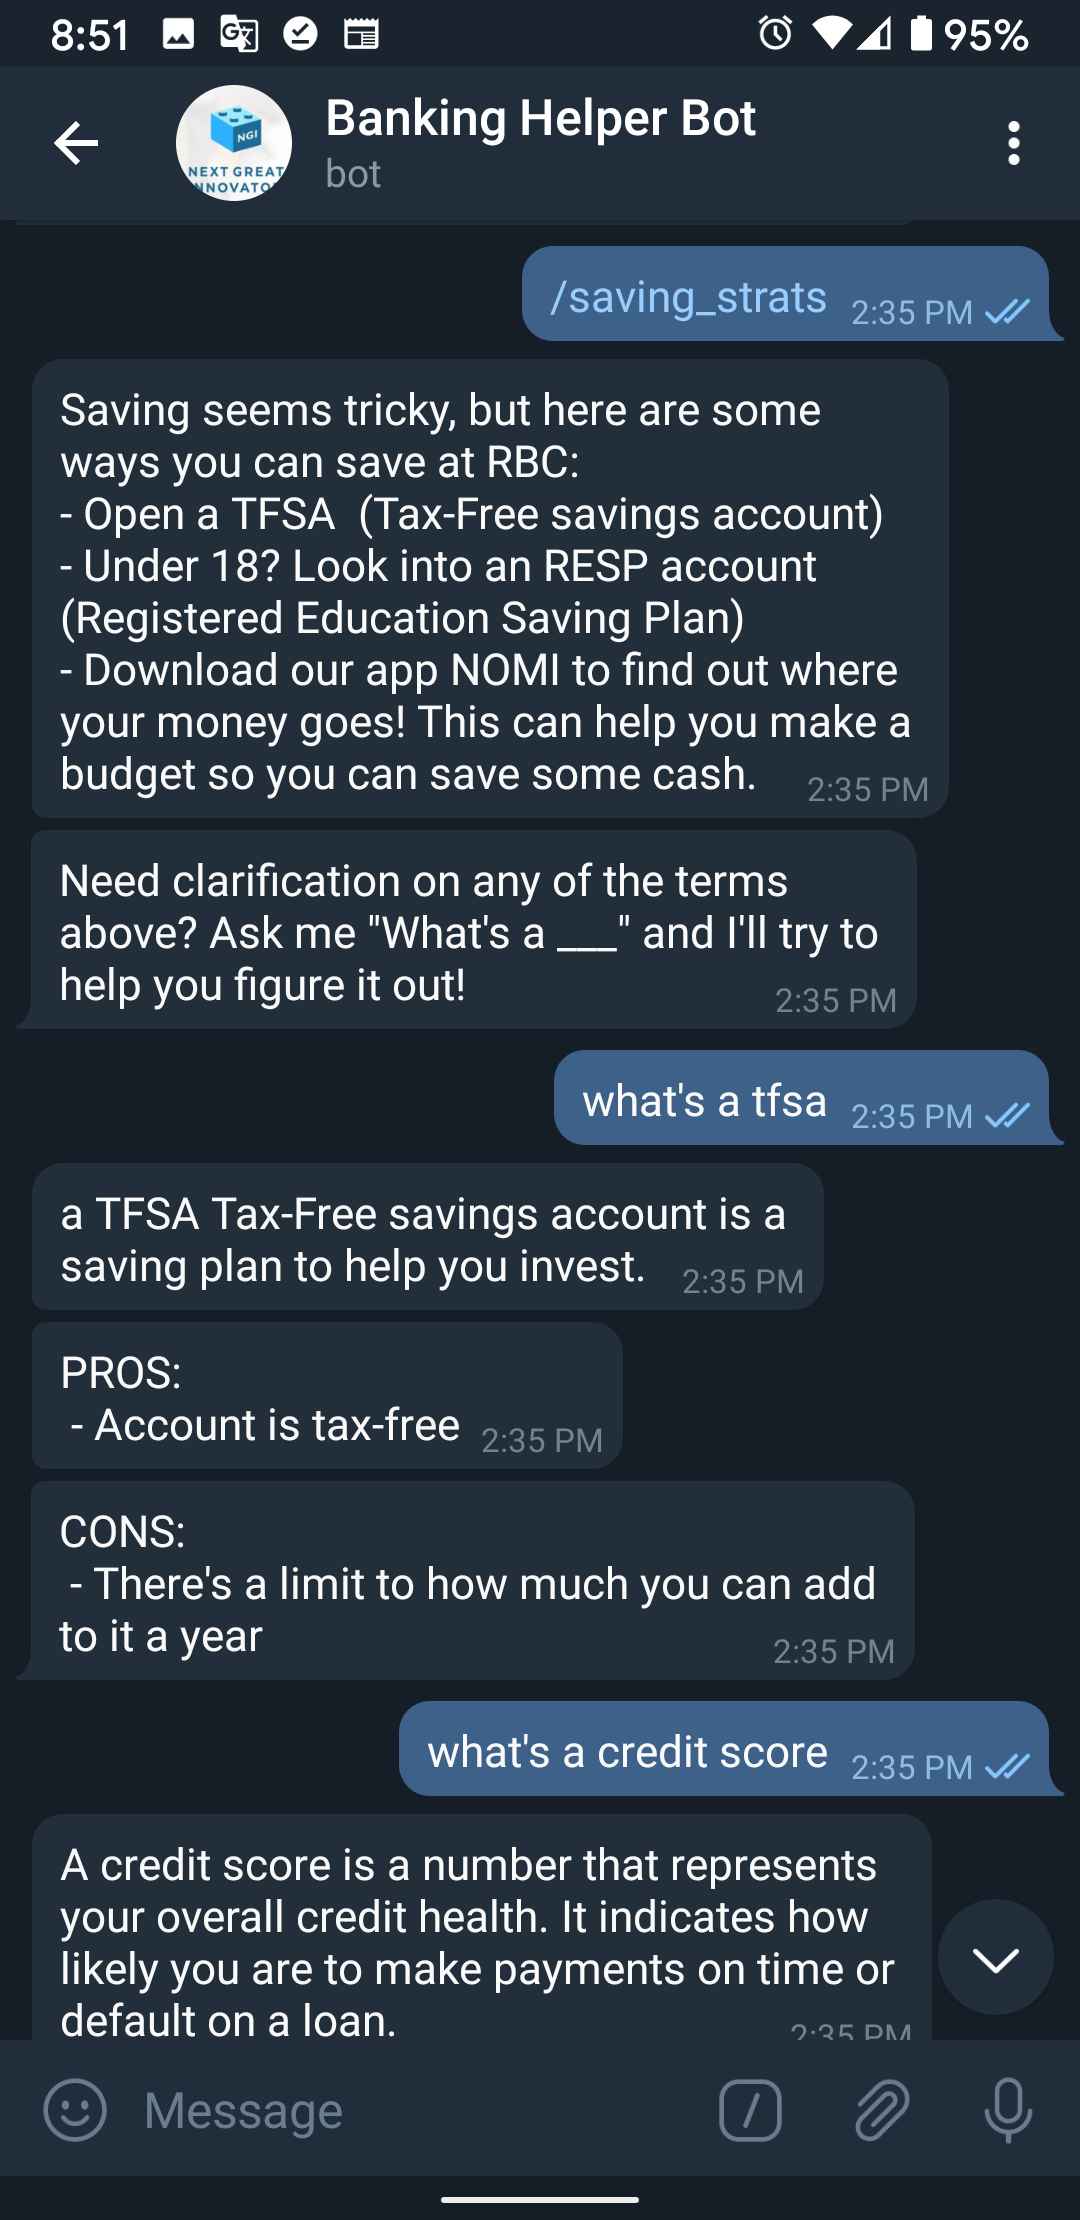 8:51
95%
NGI
NEXT GREAT
NNOVATO
Banking Helper Bot
bot
/saving_strats 2:35 PM
Saving seems tricky, but here are some
ways you can save at RBC:
- Open a TFSA  (Tax-Free savings account)
- Under 18? Look into an RESP account
(Registered Education Saving Plan)
- Download our app NOMI to find out where
your money goes! This can help you make a
budget so you can save some cash. 2:35 PM
Need clarification on any of the terms
above? Ask me "What's a ___" and I'll try to
help you figure it out! 2:35 PM
what's a tfsa 2:35 PM
a TFSA Tax-Free savings account is a
saving plan to help you invest. 2:35 PM
PROS:
- Account is tax-free 2:35 PM
CONS:
- There's a limit to how much you can add
to it a year 2:35 PM
what's a credit score 2:35 PM
A credit score is a number that represents
your overall credit health. It indicates how
likely you are to make payments on time or
default on a loan. 2:35 PM
Message